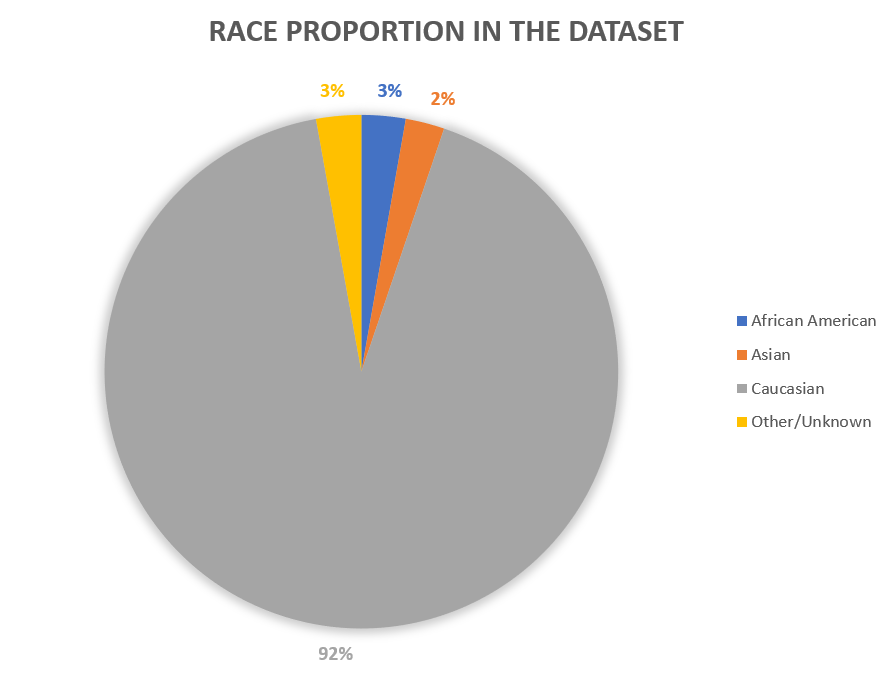 RACE PROPORTION IN THE DATASET
3%
3%
2%
African American
Asian
Caucasian
Other/Unknown
92%